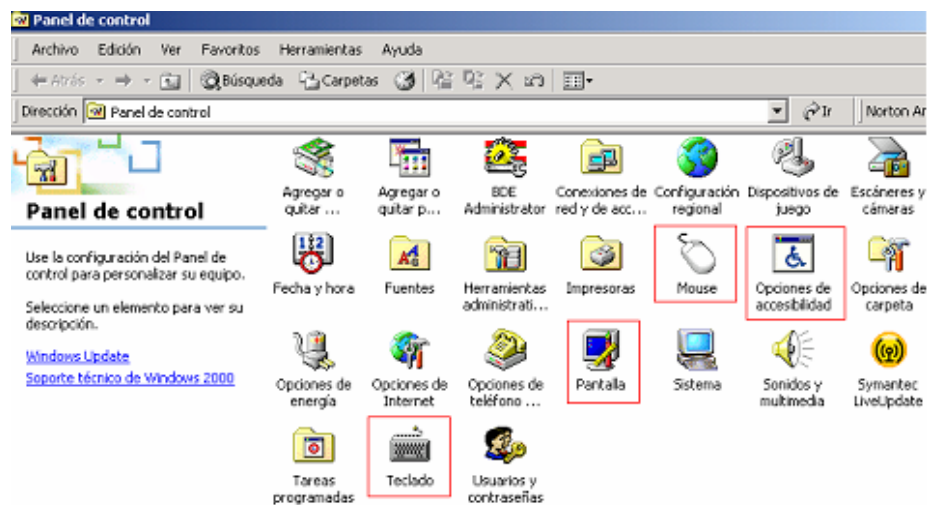 Panel de control
Archivo Edición Ver Favoritos Herramientas Ayuda
Atrás Búsqueda Carpetas
Dirección Panel de control Ir Norton An
Panel de control
Use la configuración del Panel de
control para personalizar su equipo.
Seleccione un elemento para ver su
descripción.
Windows Update
Soporte técnico de Windows 2000
Agregar o
quitar ...
Agregar o
quitar p...
BDE
Administrator
Conexiones de
red y de acc...
Configuración
regional
Dispositivos de
juego
Escáneres y
cámaras
Fecha y hora
Fuentes
Herramientas
administrati...
Impresoras
Mouse
Opciones de
accesibilidad
Opciones de
carpeta
Opciones de
energía
Opciones de
Internet
Opciones de
teléfono ...
Pantalla
Sistema
Sonidos y
multimedia
Symantec
LiveUpdate
Tareas
programadas
Teclado
Usuarios y
contraseñas